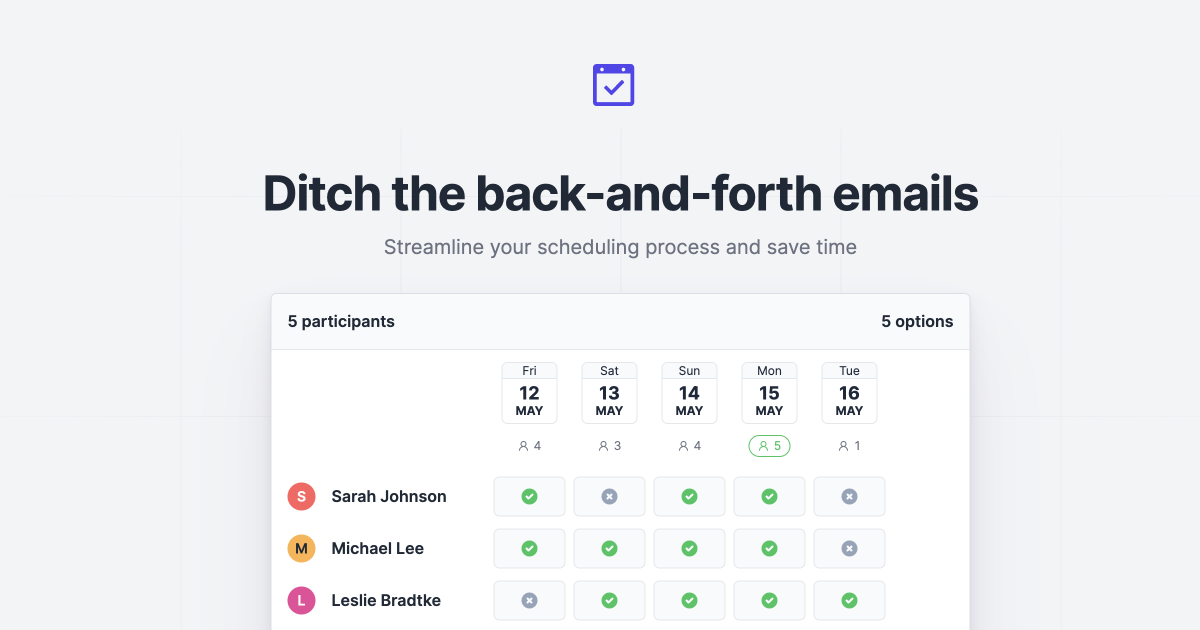 Ditch the back-and-forth emails
Streamline your scheduling process and save time
5 participants 5 options
Fri Sat Sun Mon Tue
12 13 14 15 16
MAY MAY MAY MAY MAY
4 3 4 5 1
S Sarah Johnson
M Michael Lee
L Leslie Bradtke